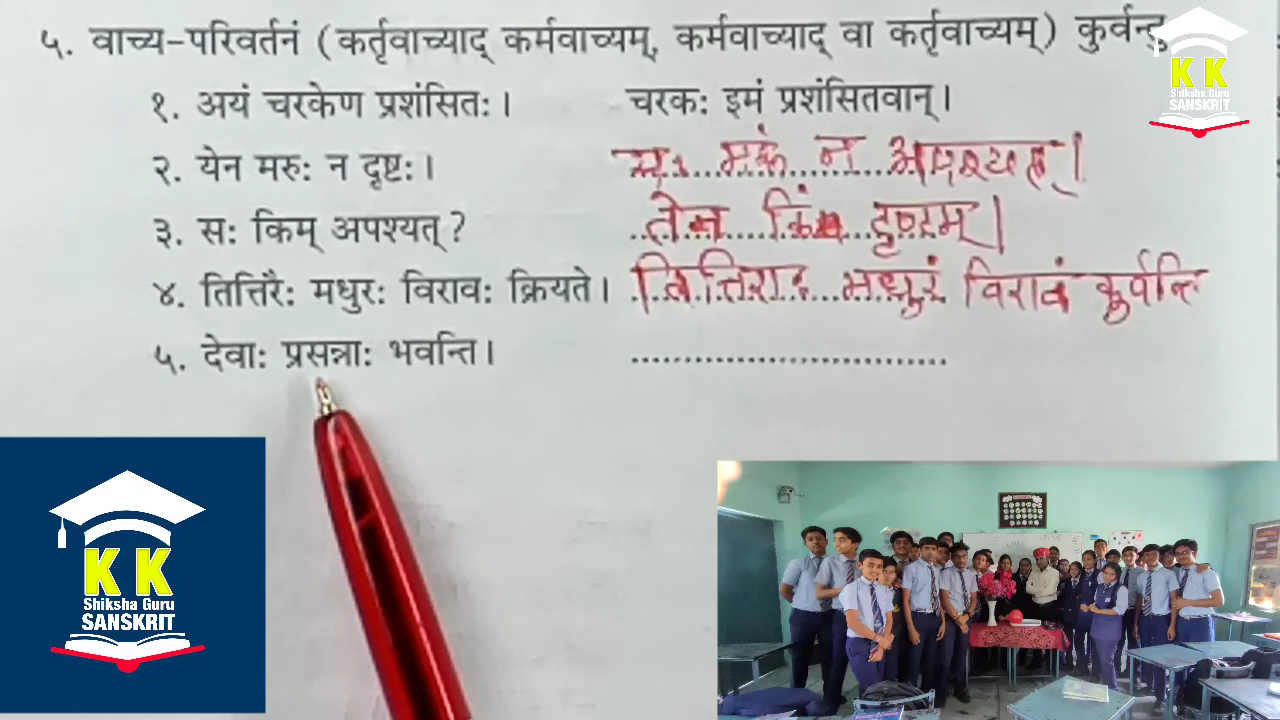 ५. वाच्य-परिवर्तनं (कर्तृवाच्याद् कर्मवाच्यम्, कर्मवाच्याद् वा कर्तृवाच्यम्) कुर्वन्तु
१. अयं चरकेण प्रशंसितः। चरकः इमं प्रशंसितवान्।
२. येन मरुः न दृष्टः। मरुं न अपश्यत्।
३. सः किम् अपश्यत्? तेन किं दृष्टम्।
४. तित्तिरैः मधुरः विरावः क्रियते। तित्तिराः मधुरं विरावं कुर्वन्ति
५. देवाः प्रसन्नाः भवन्ति। ..............................
K K
Shiksha Guru
SANSKRIT
K K
Shiksha Guru
SANSKRIT